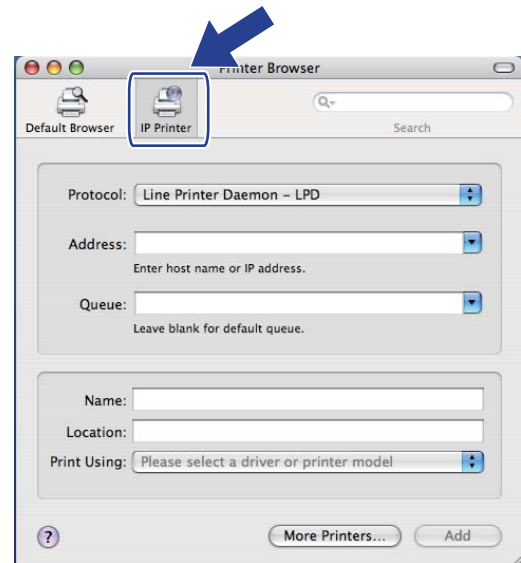 Printer Browser
Default Browser
IP Printer
Search
Protocol: Line Printer Daemon – LPD
Address:
Enter host name or IP address.
Queue:
Leave blank for default queue.
Name:
Location:
Print Using: Please select a driver or printer model
? More Printers... Add